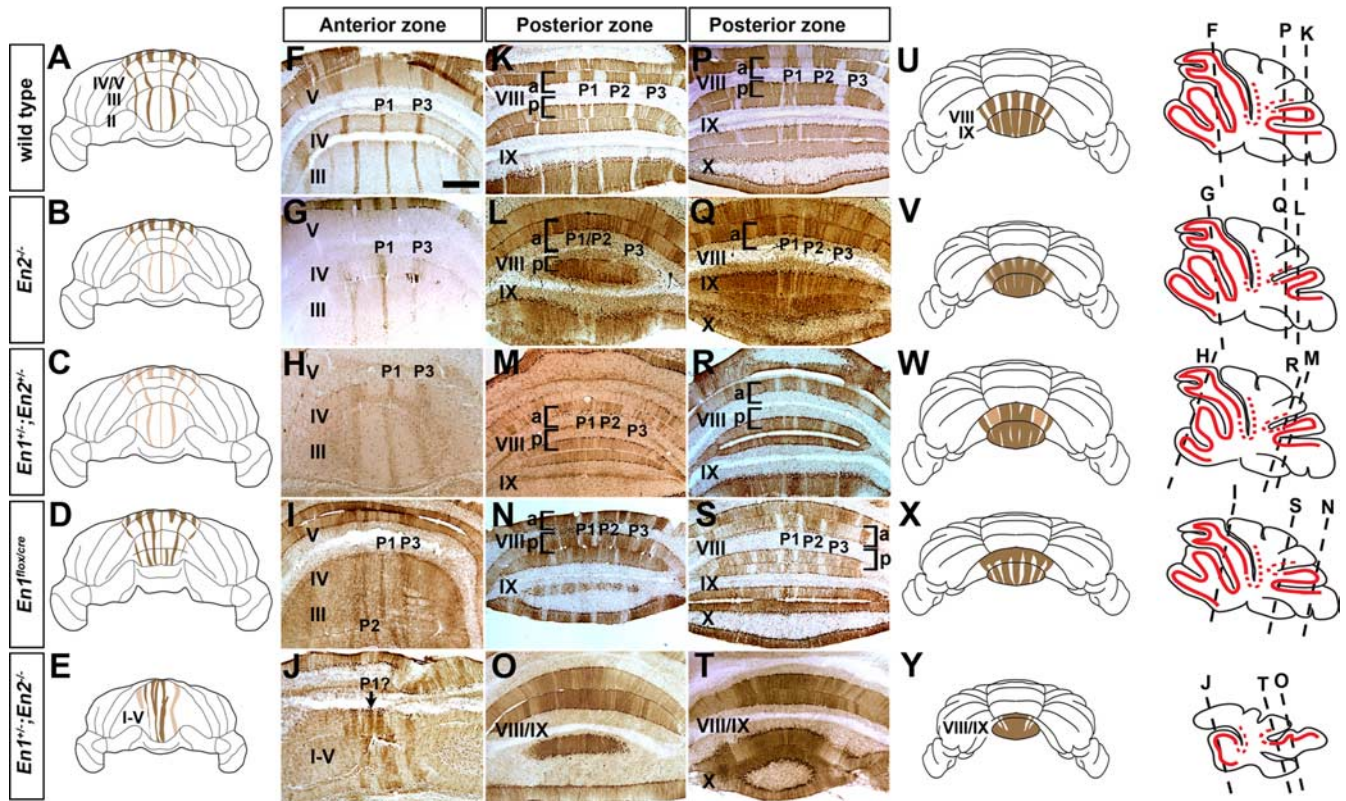 Anterior zone Posterior zone Posterior zone
wild type
A
IV/V
III
II
F
V
P1 P3
IV
III
K
a
VIII
p
P1 P2 P3
IX
P
a
VIII
p
P1 P2 P3
IX
X
U
VIII
IX
F P K
En2-/-
B
G
V
P1 P3
IV
III
L
a
P1/P2 P3
VIII
p
IX
Q
a
P1 P2 P3
VIII
IX
X
V
G Q L
En1+/-;En2+/-
C
H
V
P1 P3
IV
III
M
a
P1 P2 P3
VIII
p
IX
R
a
VIII
p
IX
W
H R M
En1flox/cre
D
I
V
P1 P3
IV
III
P2
N
a
P1 P2 P3
VIII
p
IX
S
a
P1 P2 P3
VIII
p
IX
X
X
I S N
En1+/-;En2-/-
E
I-V
J
P1?
I-V
O
VIII/IX
T
VIII/IX
X
Y
VIII/IX
J T O